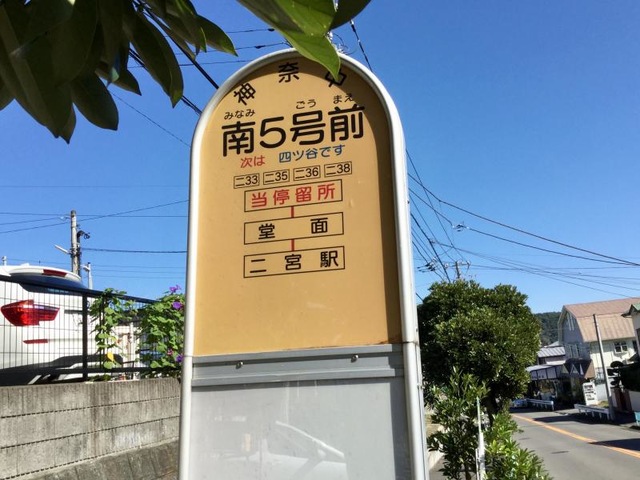 神奈
みなみ ごう まえ
南5号前
次は 四ツ谷です
二33 二35 二36 二38
当停留所
堂面
二宮駅